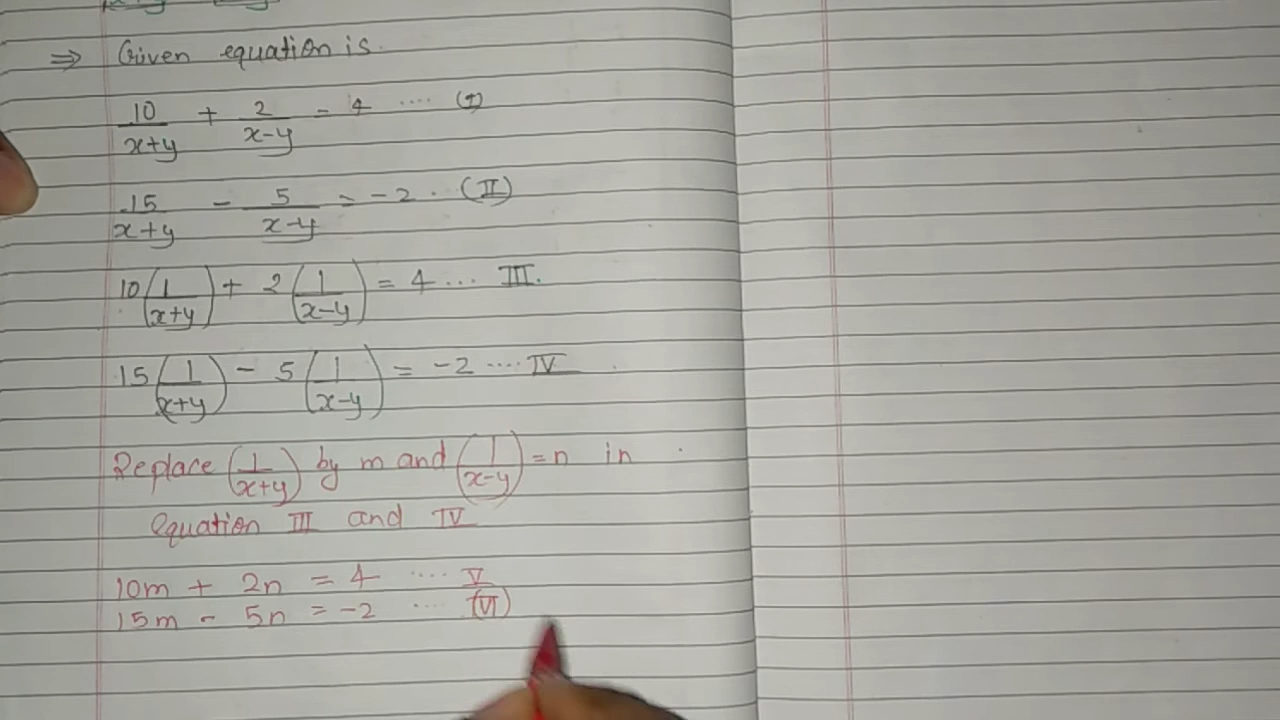 ⇒ Given equation is.
10/(x+y) + 2/(x-y) = 4 .... (I)
15/(x+y) - 5/(x-y) = -2 . (II)
10(1/(x+y)) + 2(1/(x-y)) = 4 ... III.
15(1/(x+y)) - 5(1/(x-y)) = -2 .... IV
Replace (1/(x+y)) by m and (1/(x-y)) = n in
equation III and IV
10m + 2n = 4 .... V
15m - 5n = -2 .... (VI)